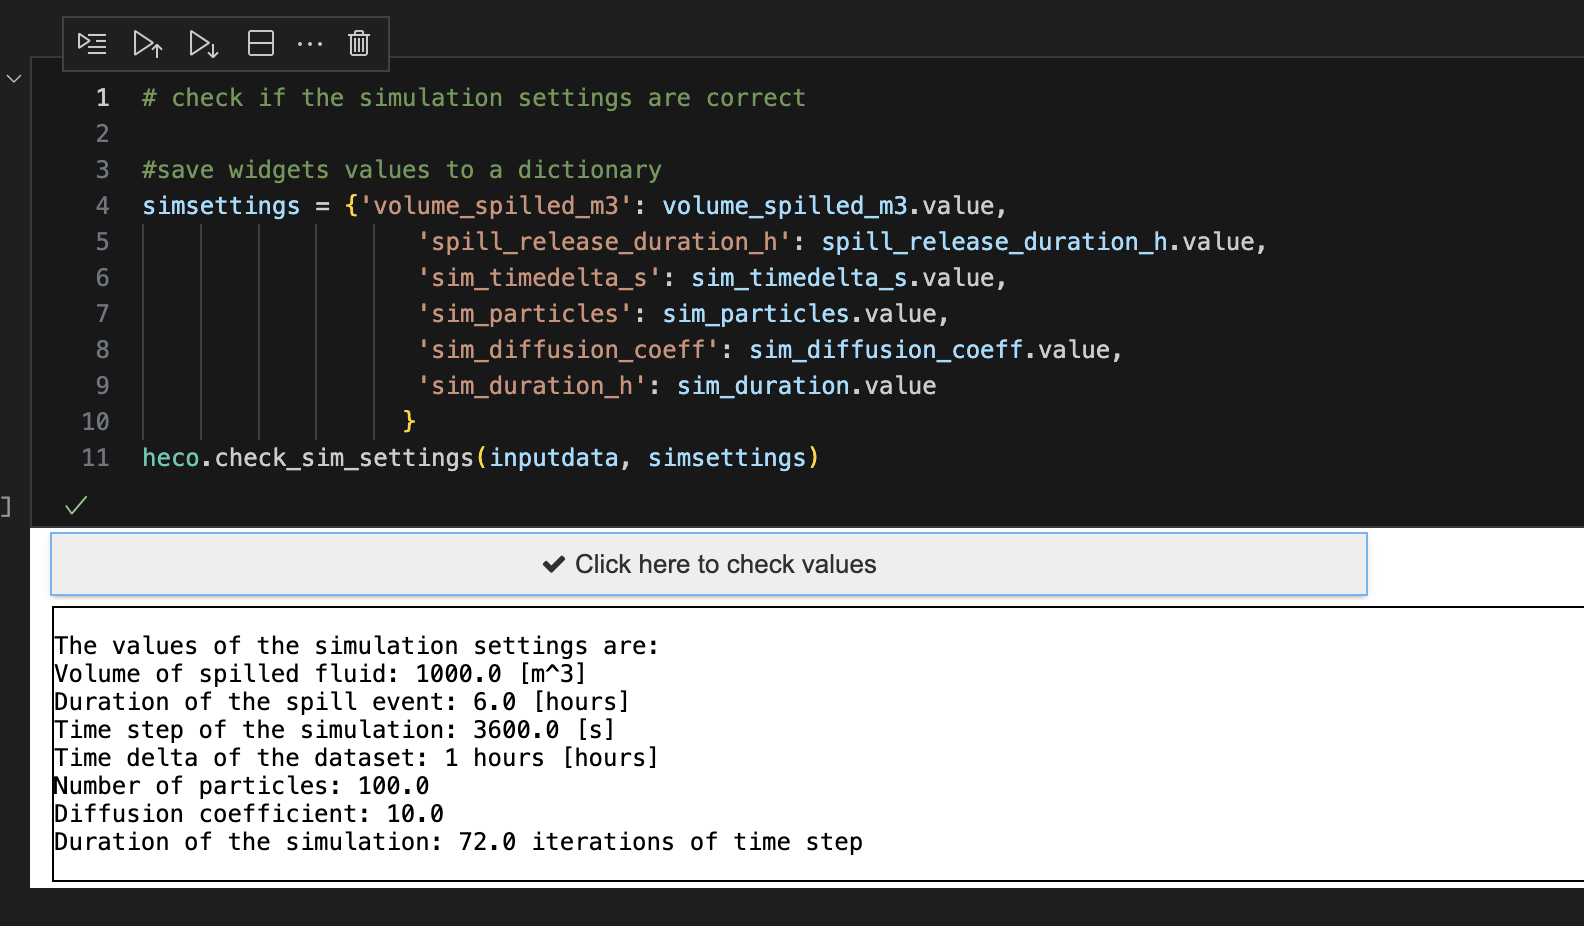 1 # check if the simulation settings are correct
2
3 #save widgets values to a dictionary
4 simsettings = {'volume_spilled_m3': volume_spilled_m3.value,
5 'spill_release_duration_h': spill_release_duration_h.value,
6 'sim_timedelta_s': sim_timedelta_s.value,
7 'sim_particles': sim_particles.value,
8 'sim_diffusion_coeff': sim_diffusion_coeff.value,
9 'sim_duration_h': sim_duration.value
10 }
11 heco.check_sim_settings(inputdata, simsettings)
]
Click here to check values
The values of the simulation settings are:
Volume of spilled fluid: 1000.0 [m^3]
Duration of the spill event: 6.0 [hours]
Time step of the simulation: 3600.0 [s]
Time delta of the dataset: 1 hours [hours]
Number of particles: 100.0
Diffusion coefficient: 10.0
Duration of the simulation: 72.0 iterations of time step